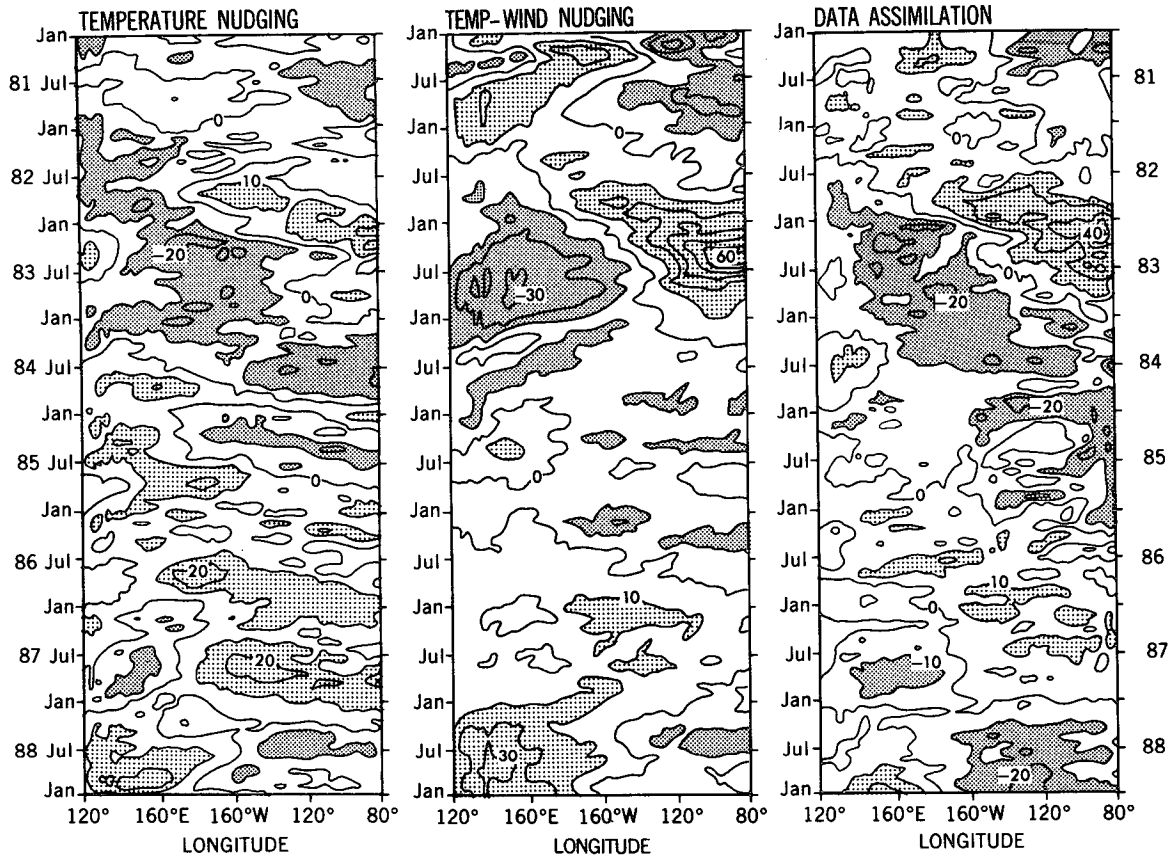 TEMPERATURE NUDGING
TEMP-WIND NUDGING
DATA ASSIMILATION
Jan
81 Jul
Jan
82 Jul
Jan
83 Jul
Jan
84 Jul
Jan
85 Jul
Jan
86 Jul
Jan
87 Jul
Jan
88 Jul
Jan
0
10
-20
0
0
-20
20
120° 160°E 160°W 120° 80°
LONGITUDE
Jan
Jul
Jan
Jul
Jan
Jul
Jan
Jul
Jan
Jul
Jan
Jul
Jan
Jul
Jan
Jul
Jan
0
60
-30
0
10
30
120° 160°E 160°W 120° 80°
LONGITUDE
Jan
Jul
Jan
Jul
Jan
Jul
Jan
Jul
Jan
Jul
Jan
Jul
Jan
Jul
Jan
Jul
Jan
0
40
0
-20
-20
0
10
0
-10
-20
120° 160°E 160°W 120° 80°
LONGITUDE
81
82
83
84
85
86
87
88